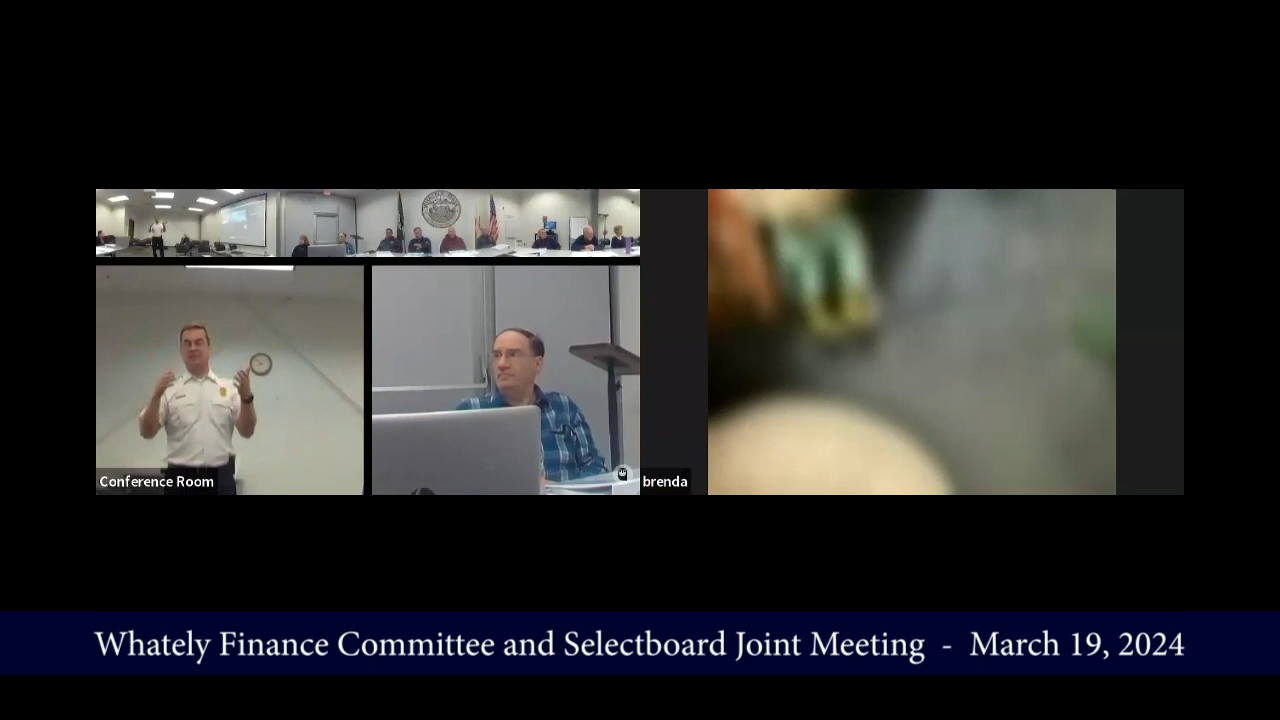 Conference Room
brenda
Whately Finance Committee and Selectboard Joint Meeting - March 19, 2024